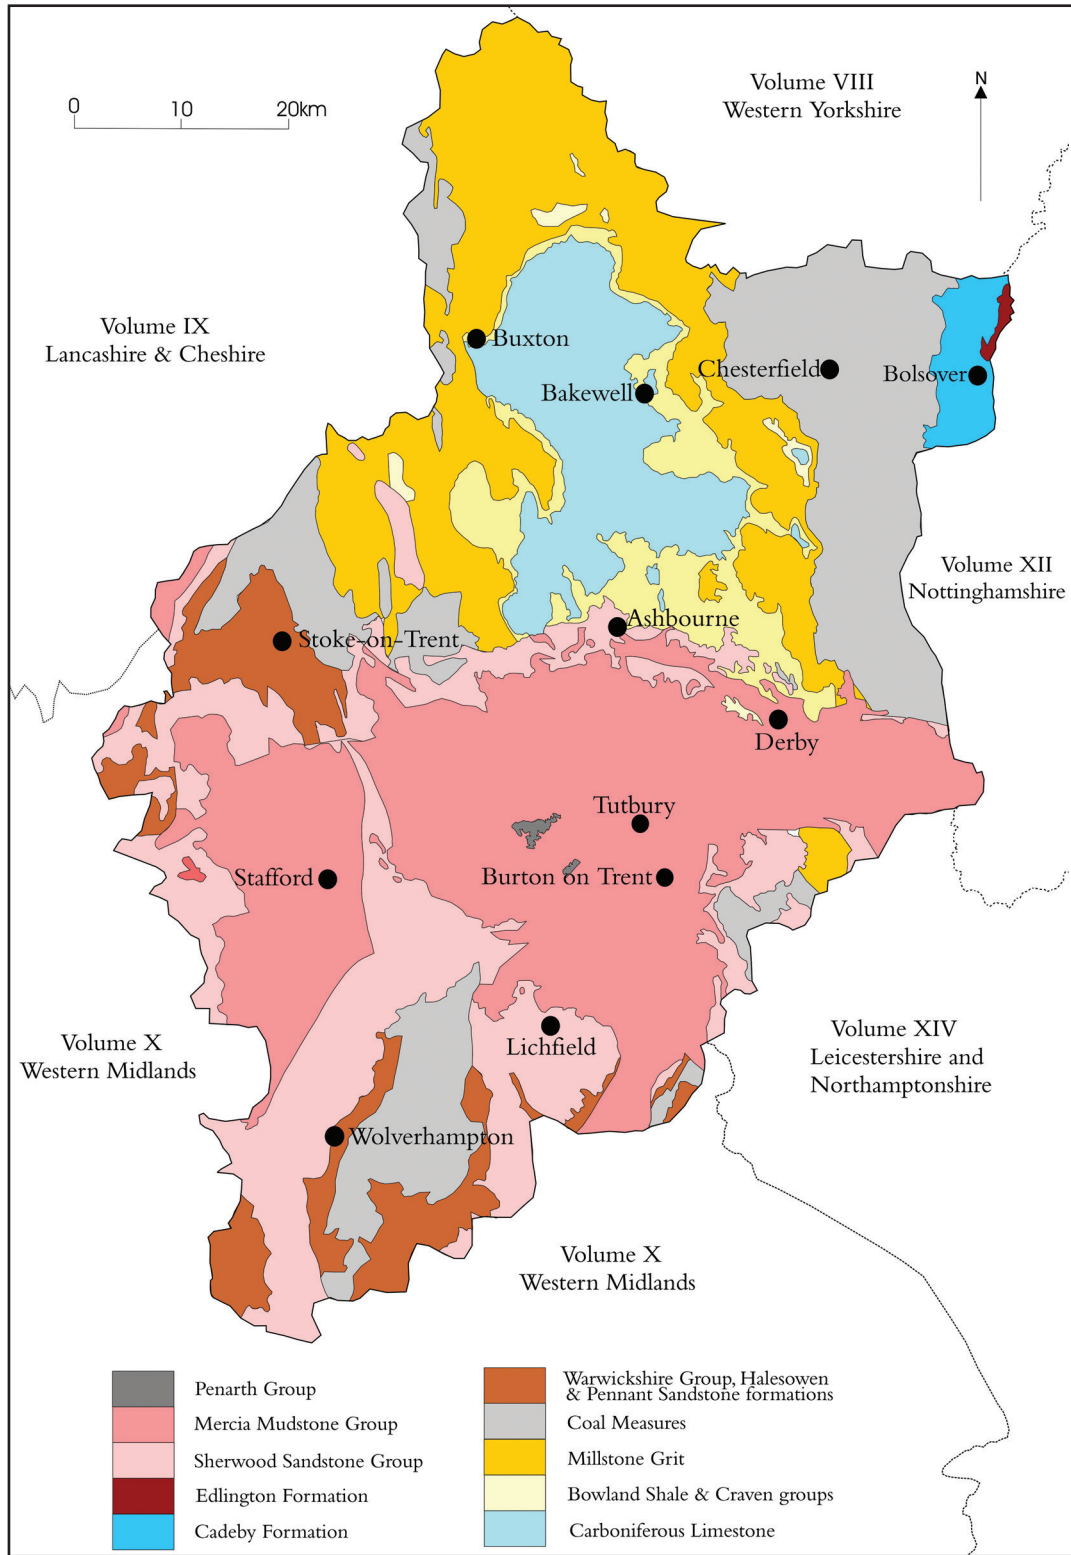 Volume VIII
Western Yorkshire
N
0 10 20km
Volume IX
Lancashire & Cheshire
Buxton
Chesterfield
Bolsover
Bakewell
Volume XII
Nottinghamshire
Ashbourne
Stoke-on-Trent
Derby
Tutbury
Stafford
Burton on Trent
Lichfield
Volume X
Western Midlands
Volume XIV
Leicestershire and
Northamptonshire
Wolverhampton
Volume X
Western Midlands
Penarth Group
Mercia Mudstone Group
Sherwood Sandstone Group
Edlington Formation
Cadeby Formation
Warwickshire Group, Halesowen
& Pennant Sandstone formations
Coal Measures
Millstone Grit
Bowland Shale & Craven groups
Carboniferous Limestone